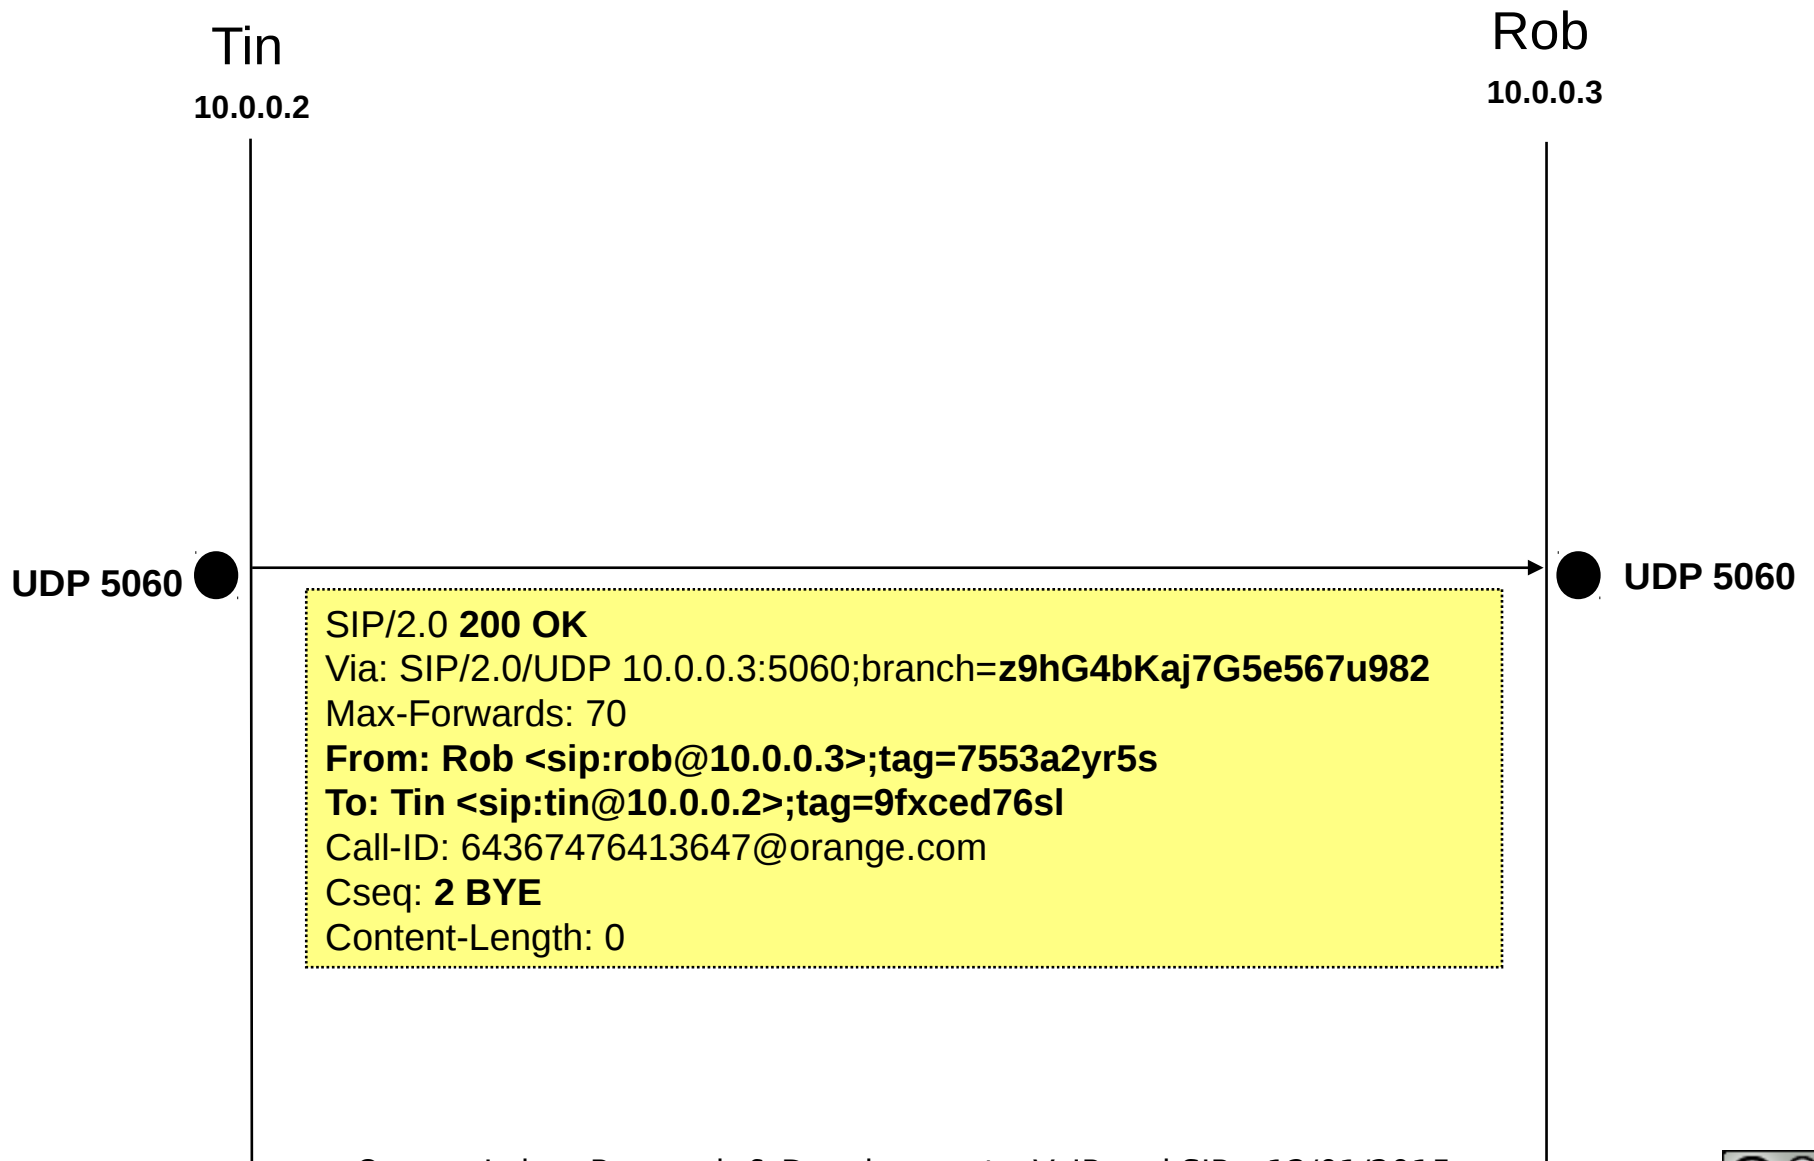 Tin
10.0.0.2
Rob
10.0.0.3
UDP 5060
UDP 5060
SIP/2.0 200 OK
Via: SIP/2.0/UDP 10.0.0.3:5060;branch=z9hG4bKaj7G5e567u982
Max-Forwards: 70
From: Rob <sip:rob@10.0.0.3>;tag=7553a2yr5s
To: Tin <sip:tin@10.0.0.2>;tag=9fxced76sl
Call-ID: 64367476413647@orange.com
Cseq: 2 BYE
Content-Length: 0